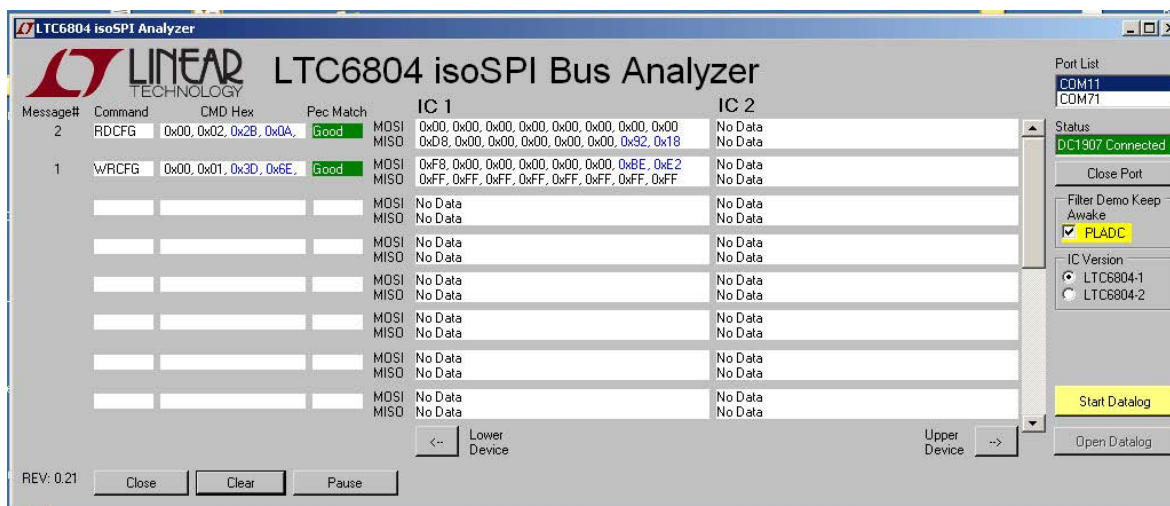 LTC6804 isoSPI Analyzer
LINEAR
TECHNOLOGY
LTC6804 isoSPI Bus Analyzer
Message# Command CMD Hex Pec Match IC 1 IC 2
2 RDCFG 0x00, 0x02, 0x2B, 0x0A, Good MOSI 0x00, 0x00, 0x00, 0x00, 0x00, 0x00, 0x00, 0x00 No Data
MISO 0xD8, 0x00, 0x00, 0x00, 0x00, 0x00, 0x92, 0x18 No Data
1 WRCFG 0x00, 0x01, 0x3D, 0x6E, Good MOSI 0xF8, 0x00, 0x00, 0x00, 0x00, 0x00, 0xBE, 0xE2 No Data
MISO 0xFF, 0xFF, 0xFF, 0xFF, 0xFF, 0xFF, 0xFF, 0xFF No Data
MOSI No Data No Data
MISO No Data No Data
MOSI No Data No Data
MISO No Data No Data
MOSI No Data No Data
MISO No Data No Data
MOSI No Data No Data
MISO No Data No Data
MOSI No Data No Data
MISO No Data No Data
MOSI No Data No Data
MISO No Data No Data
<-- Lower Device Upper Device -->
REV: 0.21 Close Clear Pause
Port List
COM11
COM71
Status
DC1907 Connected
Close Port
Filter Demo Keep
Awake
PLADC
IC Version
LTC6804-1
LTC6804-2
Start Datalog
Open Datalog